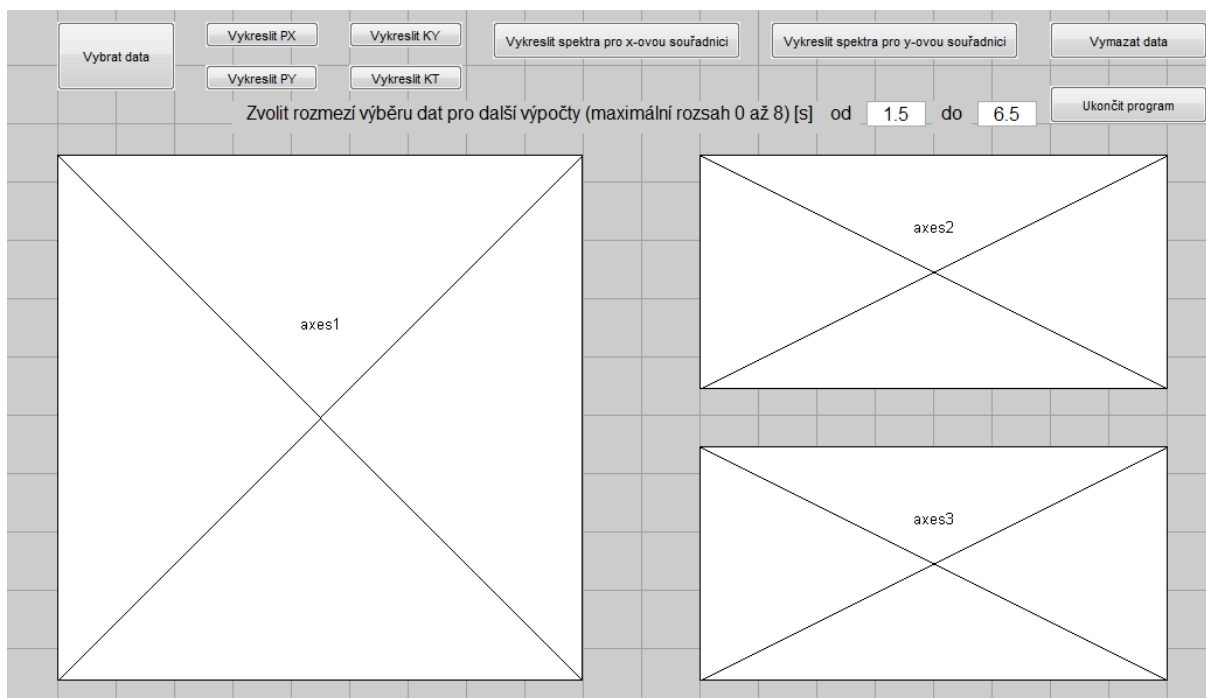 Vybrat data
Vykreslit PX
Vykreslit KY
Vykreslit spektra pro x-ovou souřadnici
Vykreslit spektra pro y-ovou souřadnici
Vymazat data
Vykreslit PY
Vykreslit KT
Ukončit program
Zvolit rozmezí výběru dat pro další výpočty (maximální rozsah 0 až 8) [s] od 1.5 do 6.5
axes1
axes2
axes3